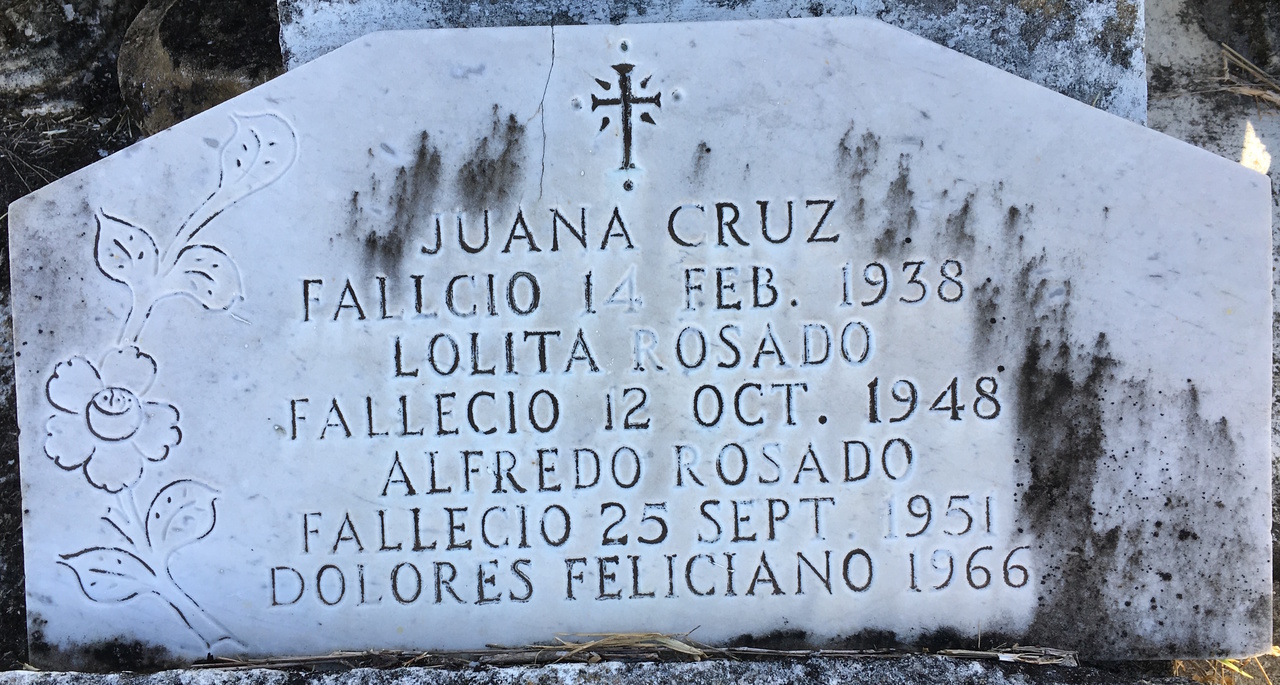 JUANA CRUZ
FALLCIO 14 FEB. 1938
LOLITA ROSADO
FALLECIO 12 OCT. 1948
ALFREDO ROSADO
FALLECIO 25 SEPT. 1951
DOLORES FELICIANO 1966